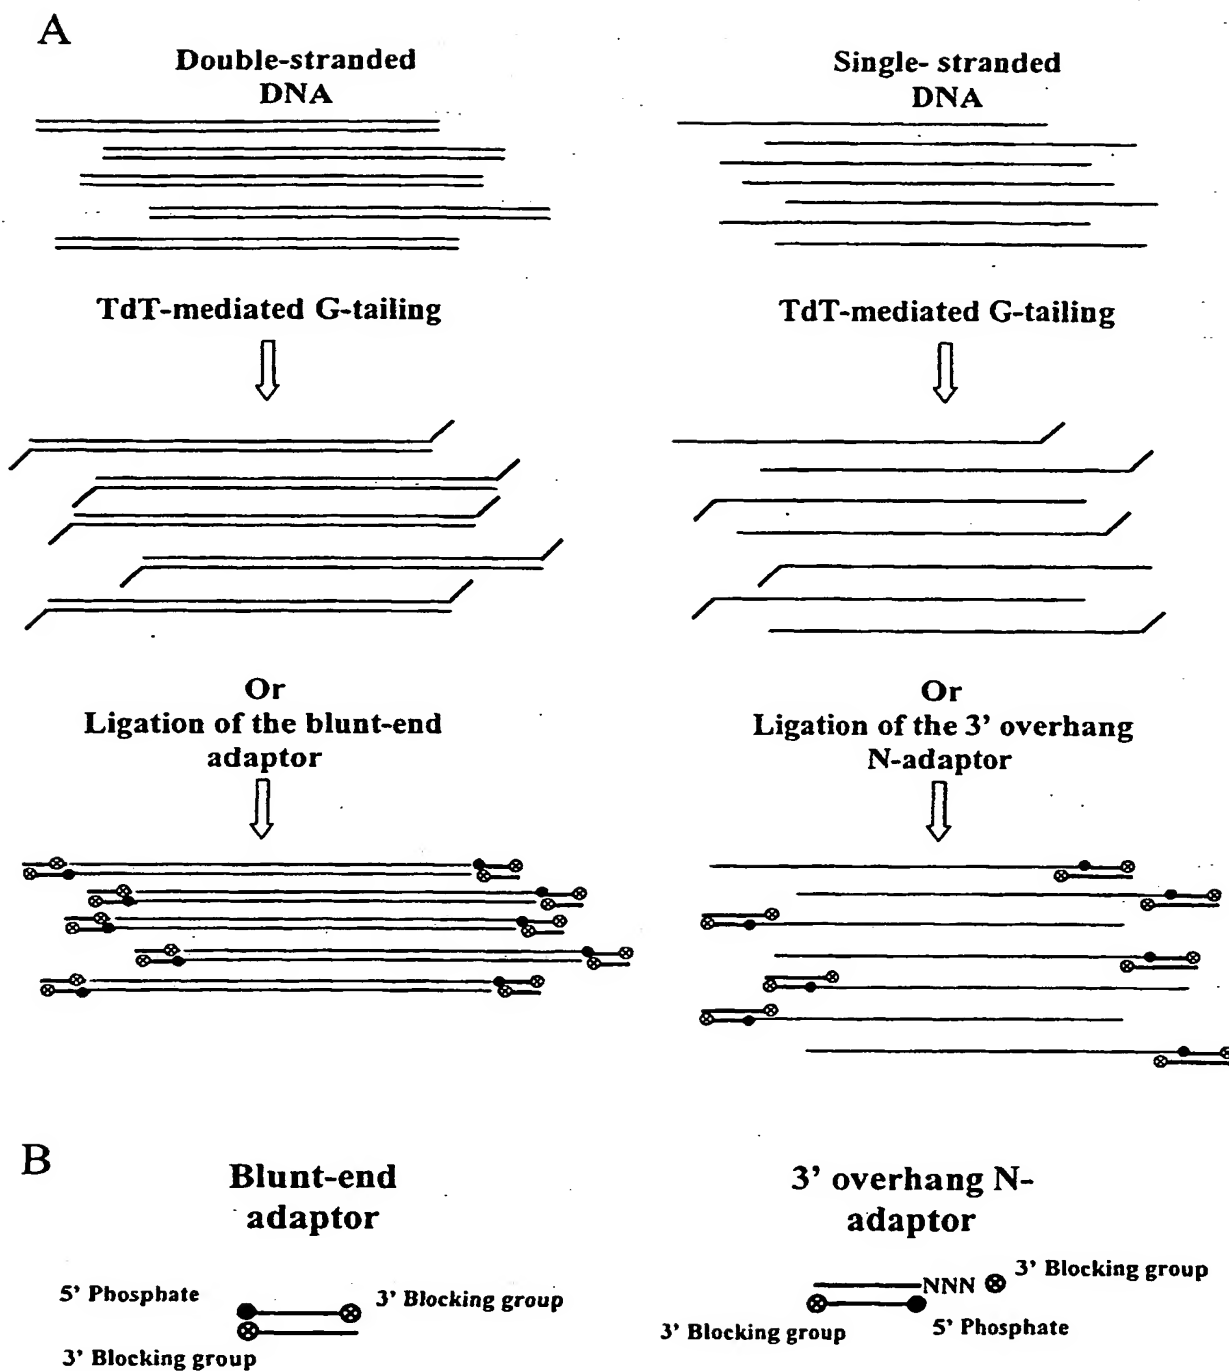 A
Double-stranded
DNA
Single- stranded
DNA
TdT-mediated G-tailing
TdT-mediated G-tailing
Or
Ligation of the blunt-end
adaptor
Or
Ligation of the 3’ overhang
N-adaptor
B
Blunt-end
adaptor
3’ overhang N-
adaptor
5’ Phosphate
3’ Blocking group
3’ Blocking group
NNN
3’ Blocking group
3’ Blocking group
5’ Phosphate